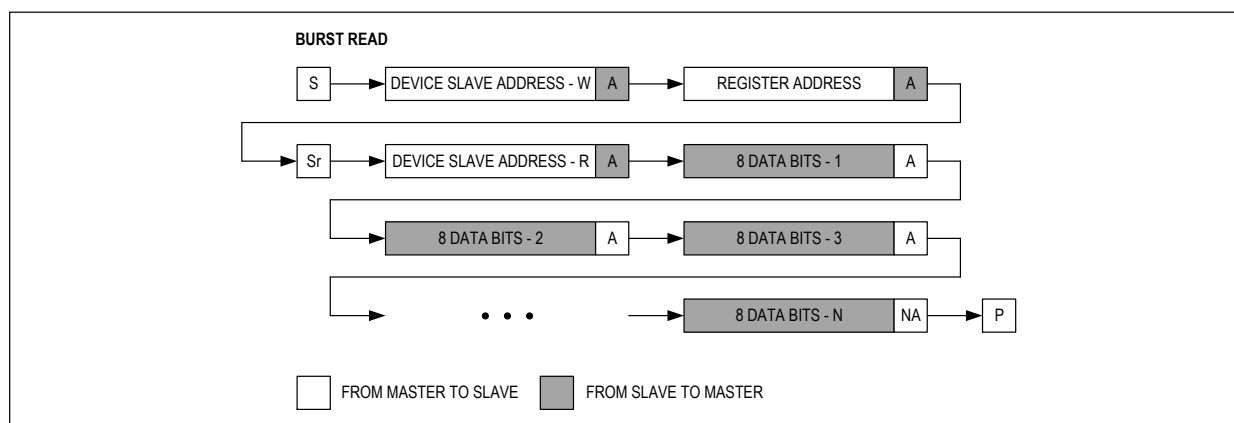 BURST READ
S DEVICE SLAVE ADDRESS - W A REGISTER ADDRESS A
Sr DEVICE SLAVE ADDRESS - R A 8 DATA BITS - 1 A
8 DATA BITS - 2 A 8 DATA BITS - 3 A
• • • 8 DATA BITS - N NA P
FROM MASTER TO SLAVE FROM SLAVE TO MASTER